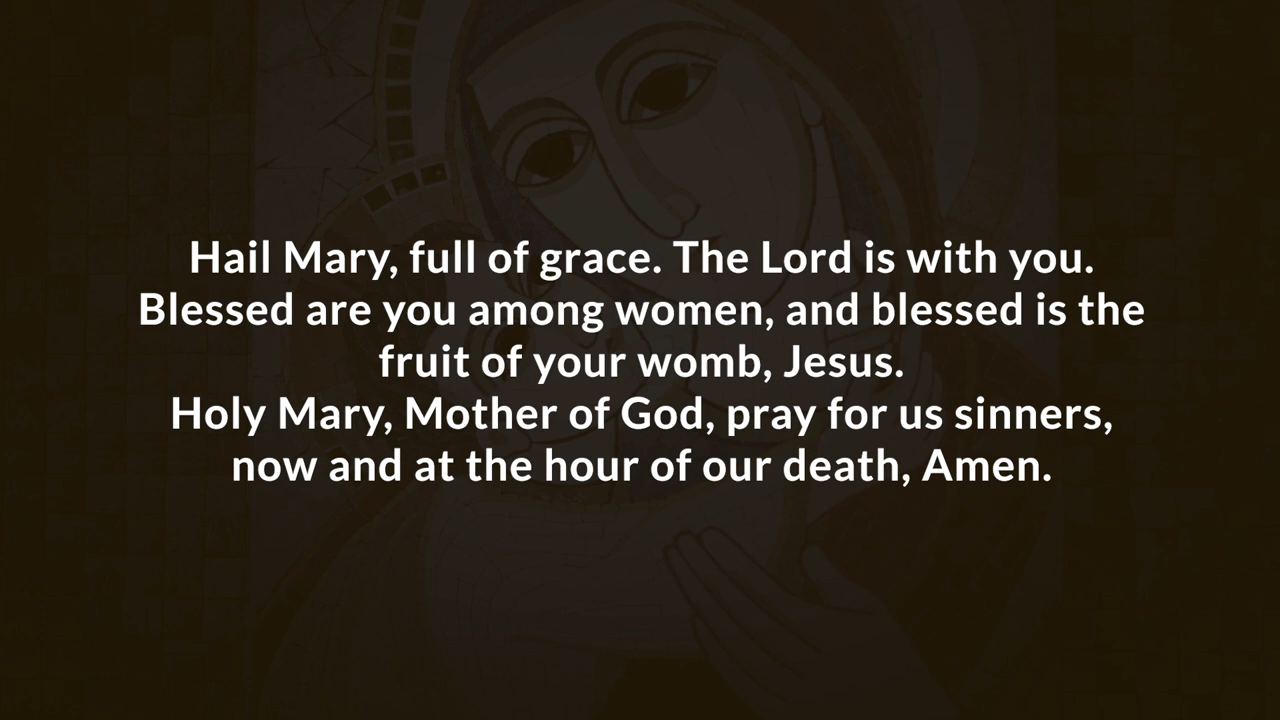 Hail Mary, full of grace. The Lord is with you.
Blessed are you among women, and blessed is the
fruit of your womb, Jesus.
Holy Mary, Mother of God, pray for us sinners,
now and at the hour of our death, Amen.